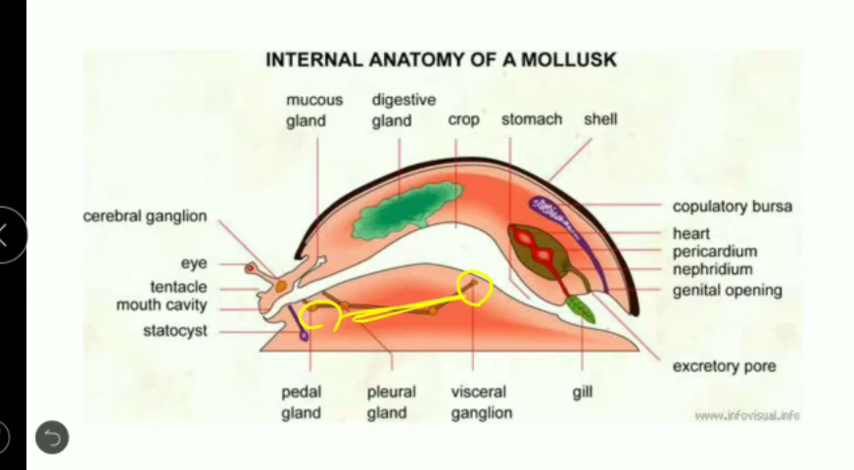 INTERNAL ANATOMY OF A MOLLUSK
mucous
gland
digestive
gland
crop
stomach
shell
cerebral ganglion
eye
tentacle
mouth cavity
statocyst
copulatory bursa
heart
pericardium
nephridium
genital opening
excretory pore
pedal
gland
pleural
gland
visceral
ganglion
gill
www.infovisual.info